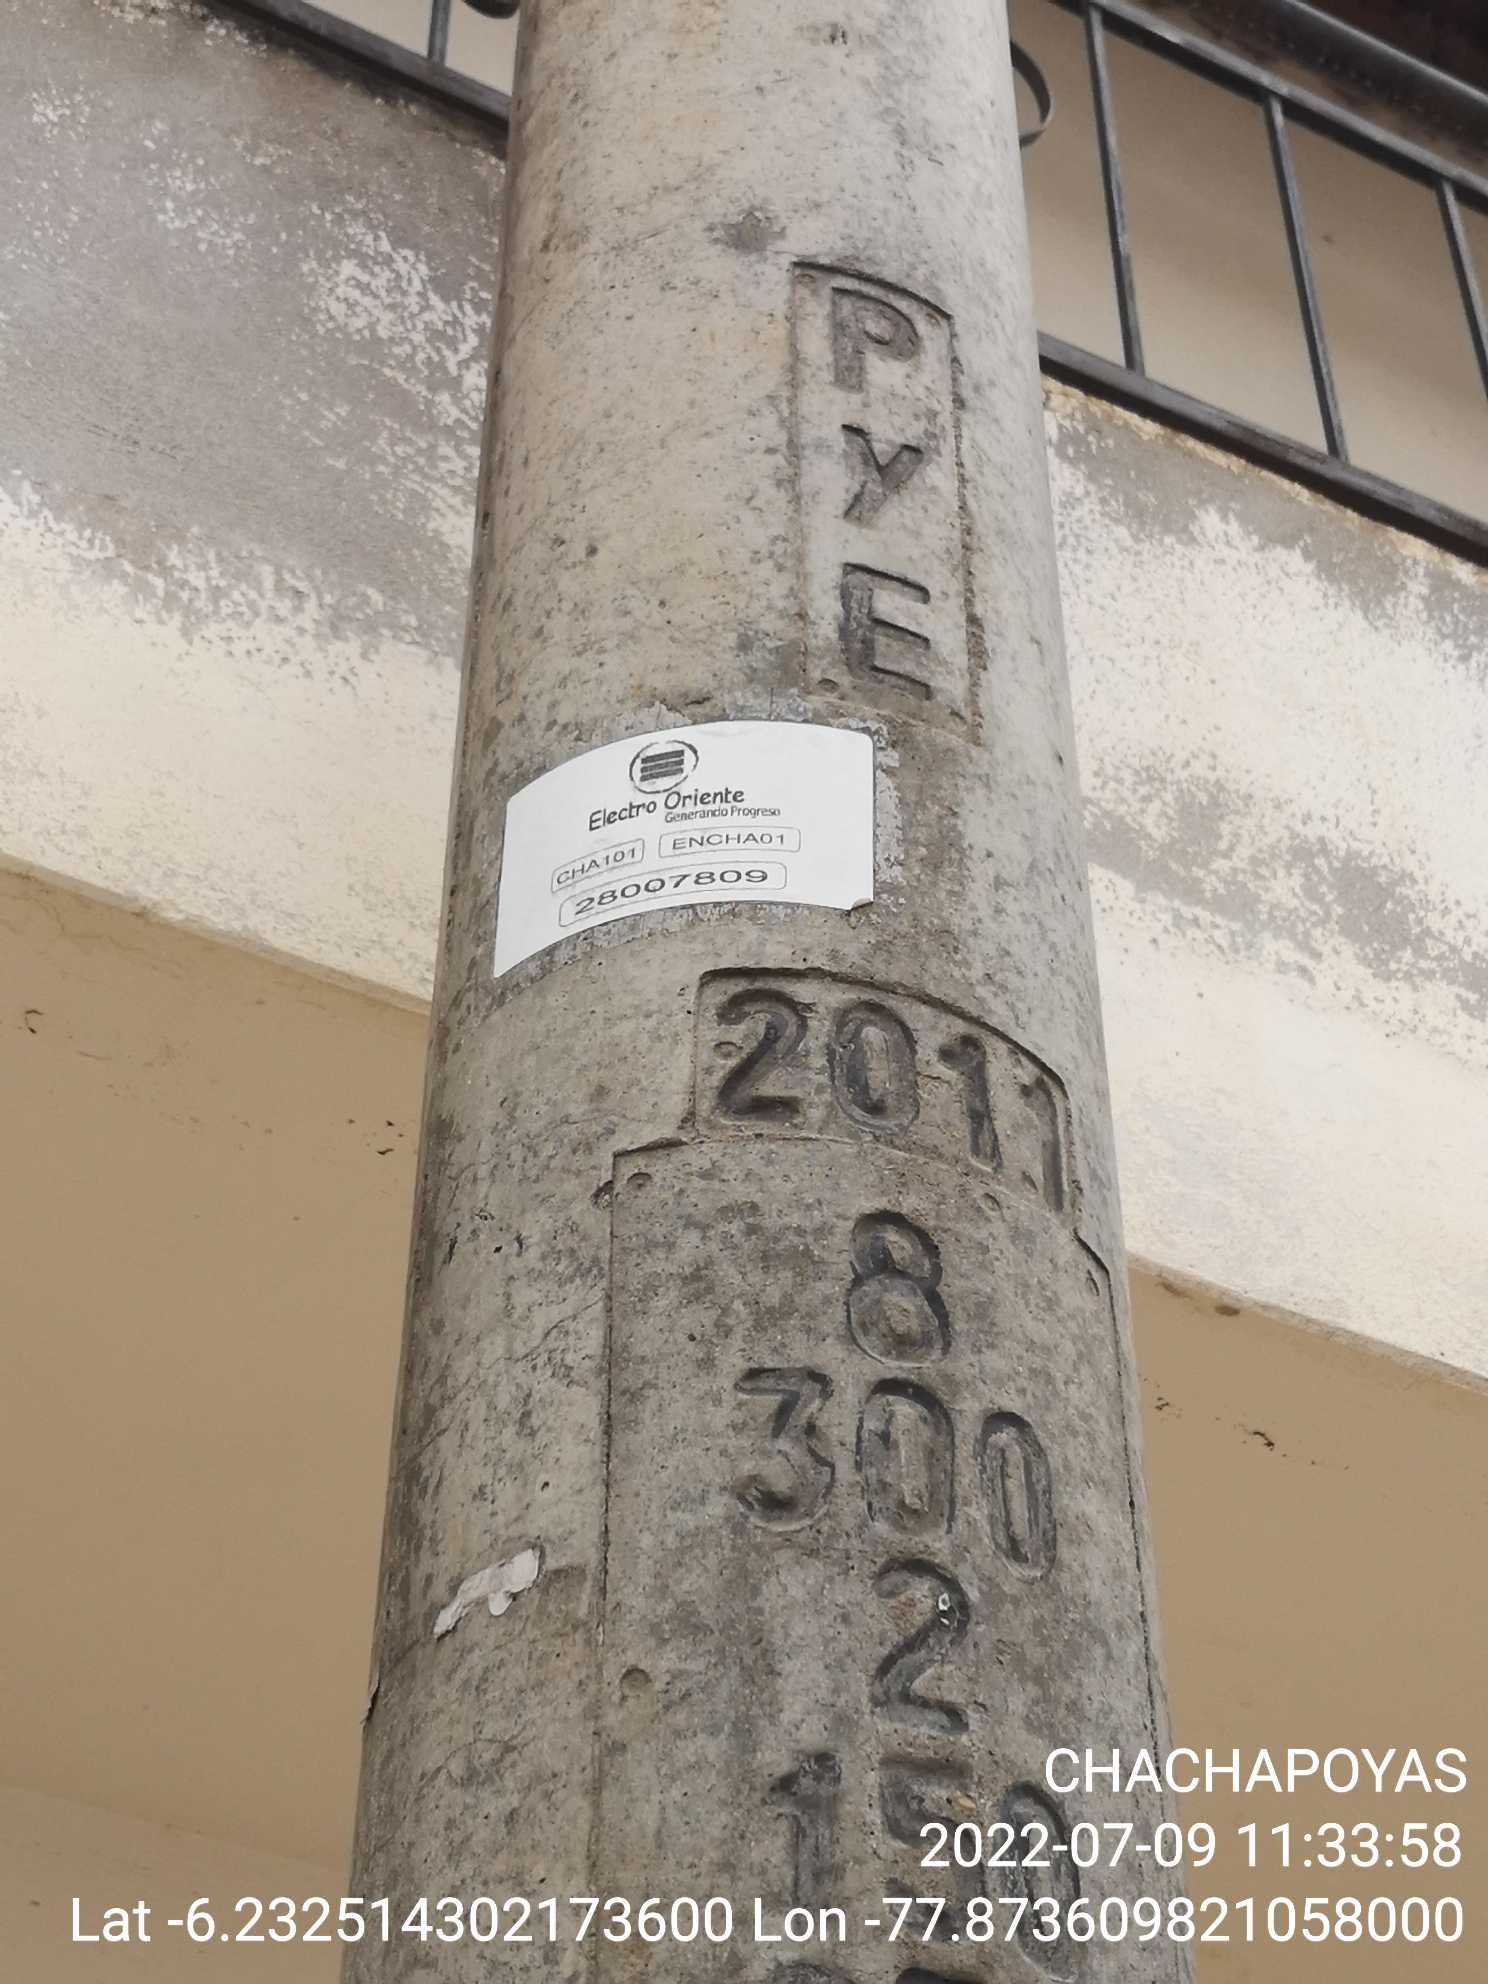 P
Y
E
Electro Oriente
Generando Progreso
CHA101 ENCHA01
28007809
2011
8
300
2
150
CHACHAPOYAS
2022-07-09 11:33:58
Lat -6.232514302173600 Lon -77.873609821058000